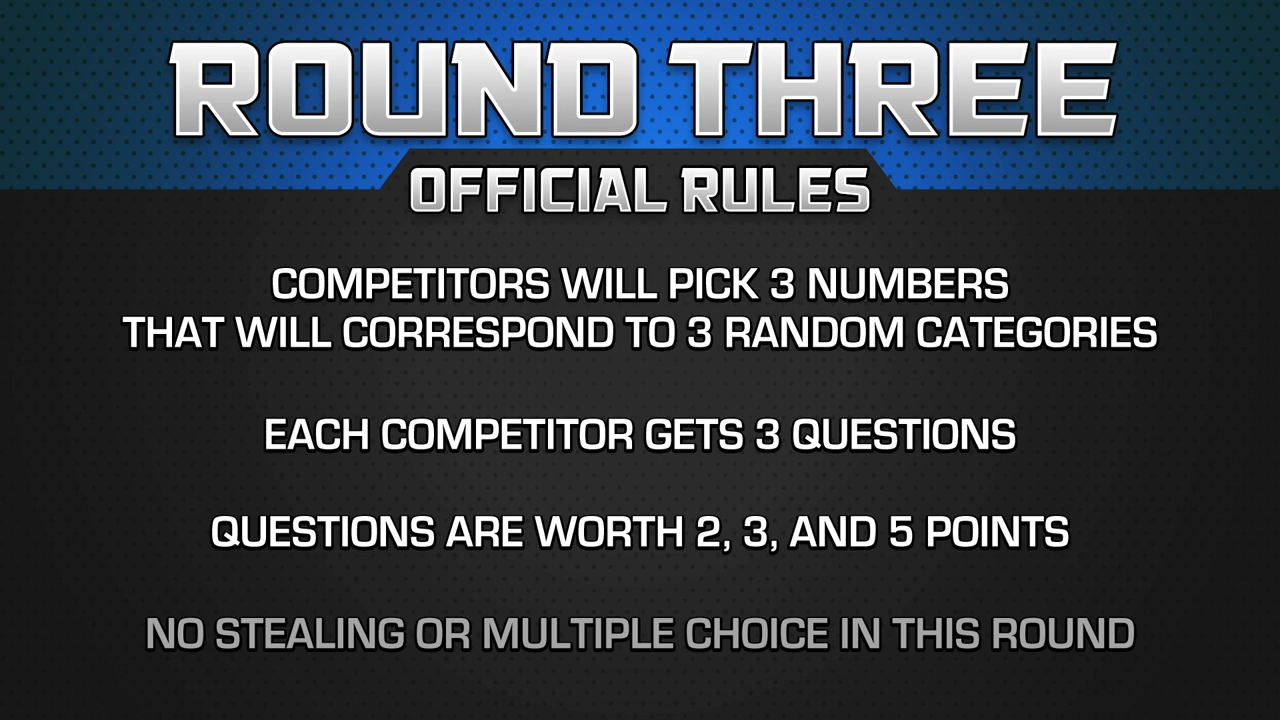 ROUND THREE
OFFICIAL RULES
COMPETITORS WILL PICK 3 NUMBERS
THAT WILL CORRESPOND TO 3 RANDOM CATEGORIES
EACH COMPETITOR GETS 3 QUESTIONS
QUESTIONS ARE WORTH 2, 3, AND 5 POINTS
NO STEALING OR MULTIPLE CHOICE IN THIS ROUND